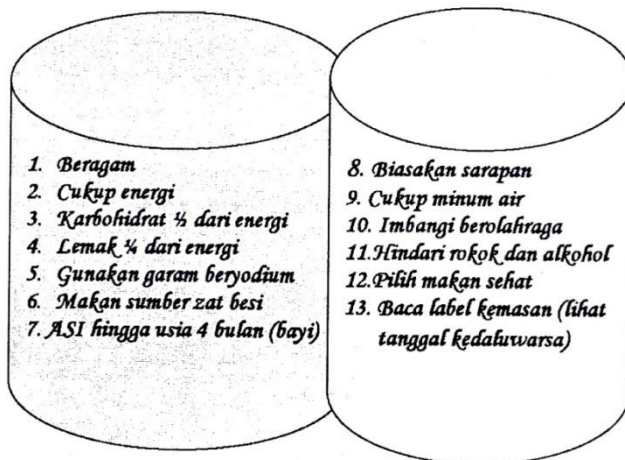 1. Beragam
2. Cukup energi
3. Karbohidrat ½ dari energi
4. Lemak ¼ dari energi
5. Gunakan garam beryodium
6. Makan sumber zat besi
7. ASI hingga usia 4 bulan (bayi)
8. Biasakan sarapan
9. Cukup minum air
10. Imbangi berolahraga
11. Hindari rokok dan alkohol
12. Pilih makan sehat
13. Baca label kemasan (lihat
tanggal kedaluwarsa)